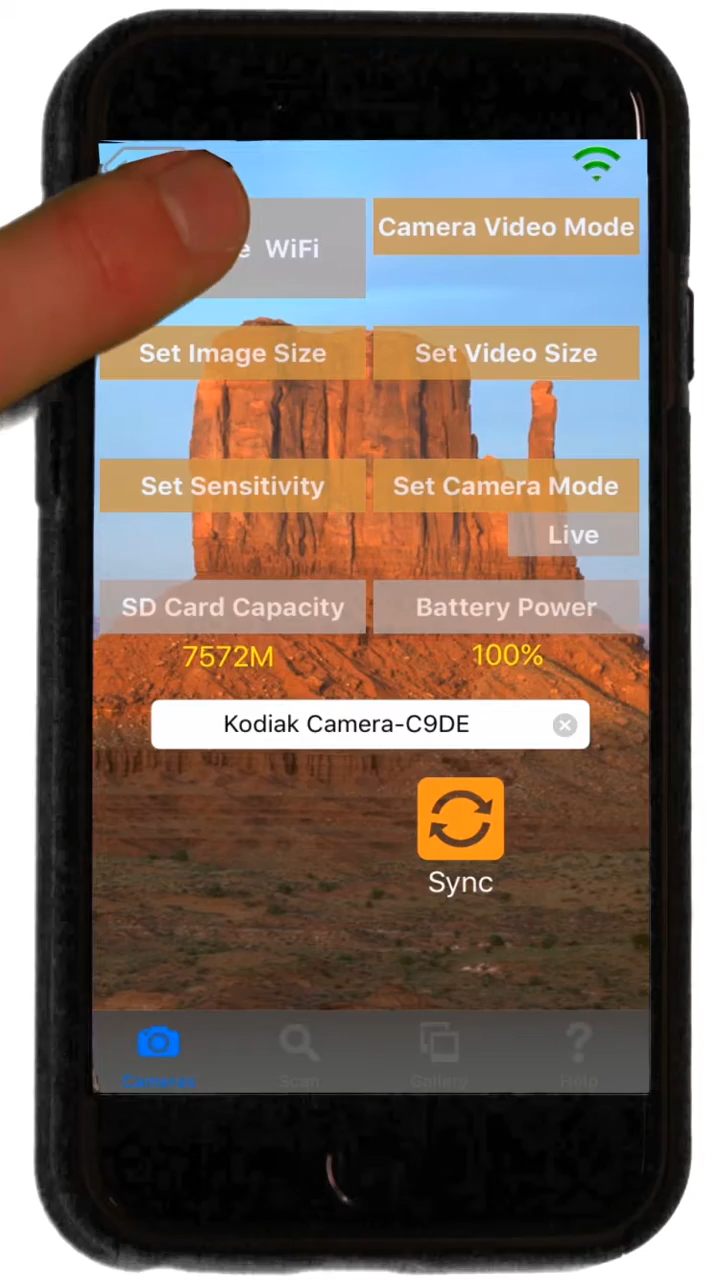 WiFi
Camera Video Mode
Set Image Size
Set Video Size
Set Sensitivity
Set Camera Mode
Live
SD Card Capacity
Battery Power
7572M
100%
Kodiak Camera-C9DE
Sync
Cameras
Scan
Gallery
Help